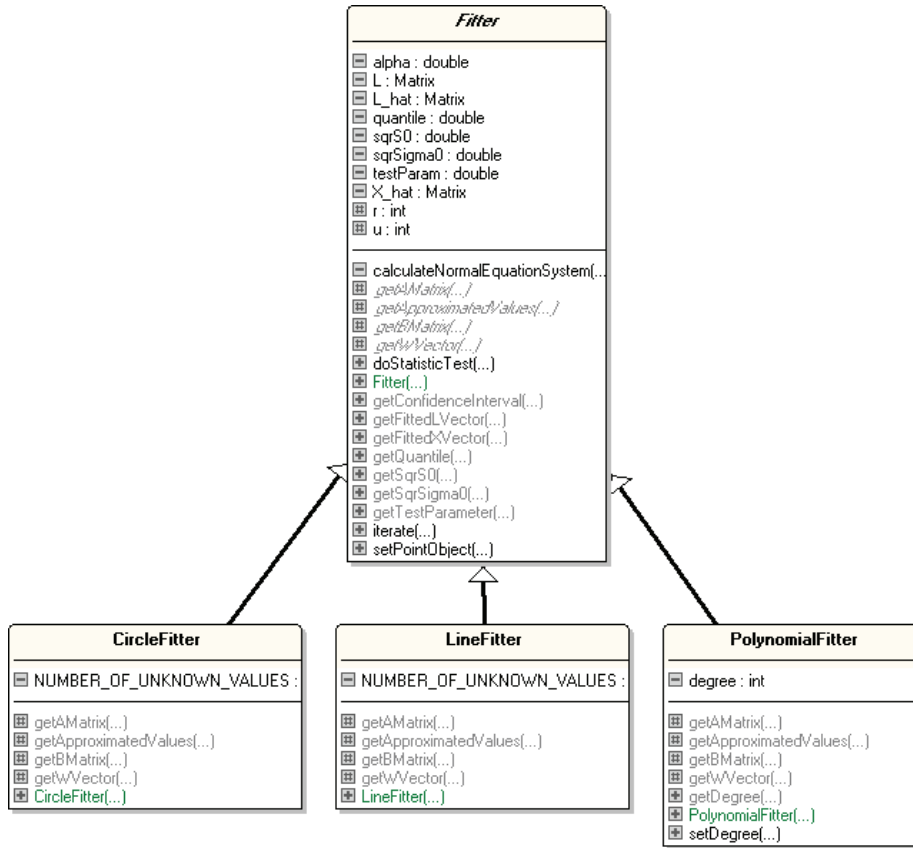 Fitter
alpha : double
L : Matrix
L_hat : Matrix
quantile : double
sqrS0 : double
sqrSigma0 : double
testParam : double
X_hat : Matrix
r : int
u : int
calculateNormalEquationSystem(...
getAMatrix(...)
getApproximatedValues(...)
getBMatrix(...)
getWVector(...)
doStatisticTest(...)
Fitter(...)
getConfidenceInterval(...)
getFittedLVector(...)
getFittedXVector(...)
getQuantile(...)
getSqrS0(...)
getSqrSigma0(...)
getTestParameter(...)
iterate(...)
setPointObject(...)
CircleFitter
NUMBER_OF_UNKNOWN_VALUES :
getAMatrix(...)
getApproximatedValues(...)
getBMatrix(...)
getWVector(...)
CircleFitter(...)
LineFitter
NUMBER_OF_UNKNOWN_VALUES :
getAMatrix(...)
getApproximatedValues(...)
getBMatrix(...)
getWVector(...)
LineFitter(...)
PolynomialFitter
degree : int
getAMatrix(...)
getApproximatedValues(...)
getBMatrix(...)
getWVector(...)
getDegree(...)
PolynomialFitter(...)
setDegree(...)